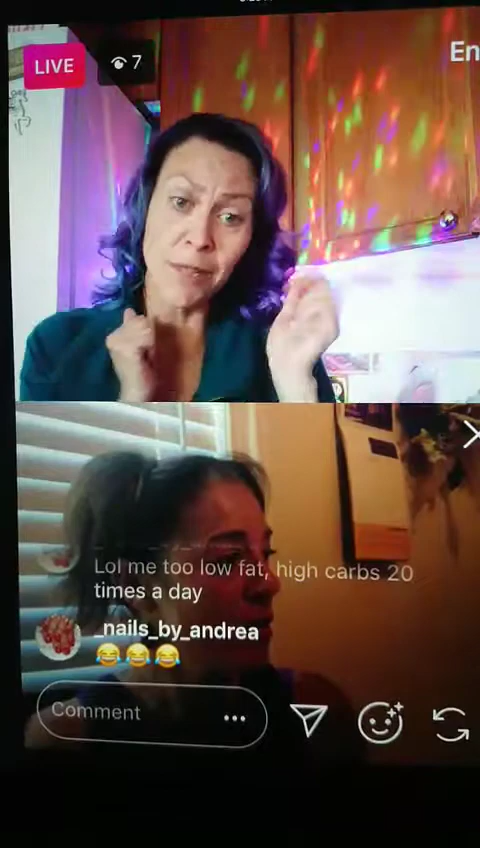 LIVE
7
En
Lol me too low fat, high carbs 20
times a day
_nails_by_andrea
😂😂😂
Comment